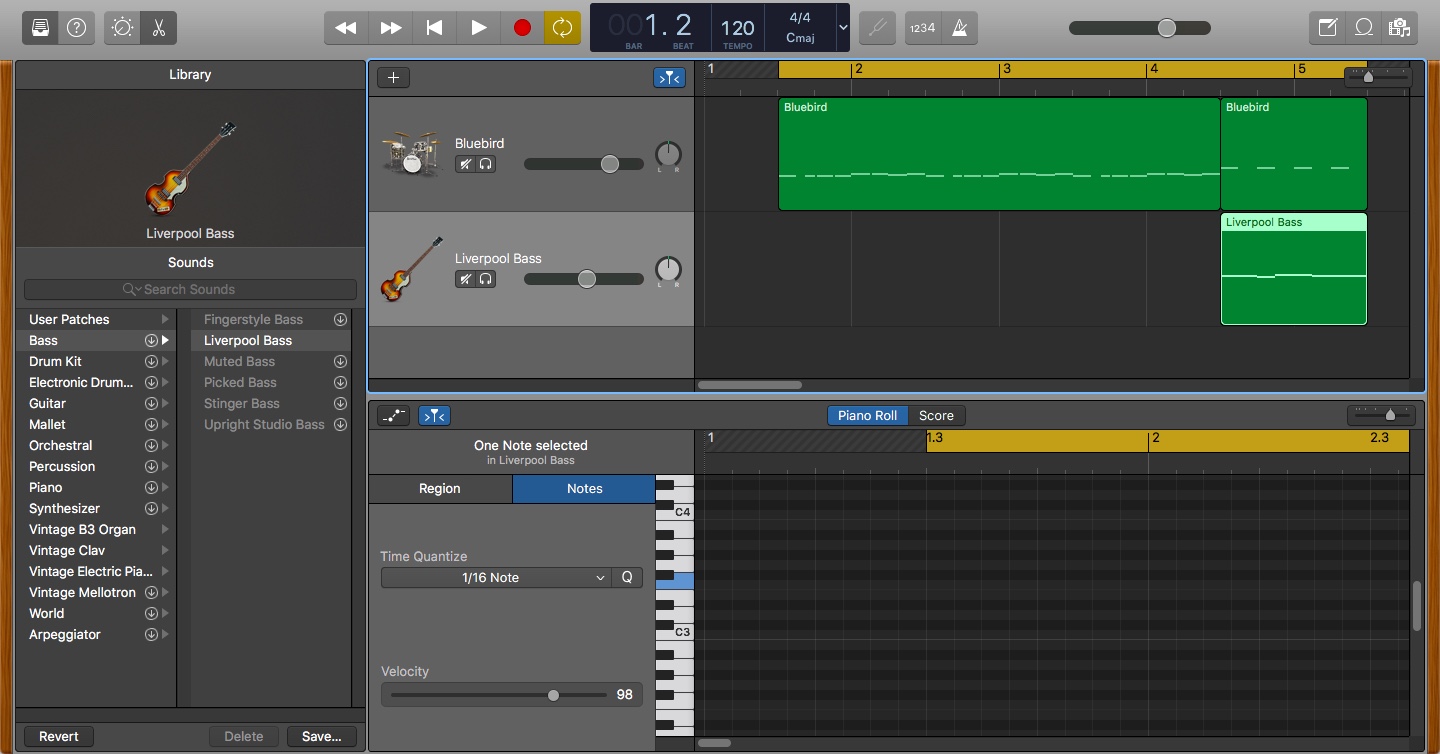 1234
001. 2
BAR BEAT
120
TEMPO
4/4
Cmaj
Library
Liverpool Bass
Sounds
Search Sounds
User Patches
Bass
Drum Kit
Electronic Drum...
Guitar
Mallet
Orchestral
Percussion
Piano
Synthesizer
Vintage B3 Organ
Vintage Clav
Vintage Electric Pia...
Vintage Mellotron
World
Arpeggiator
Fingerstyle Bass
Liverpool Bass
Muted Bass
Picked Bass
Stinger Bass
Upright Studio Bass
Revert
Delete
Save...
1 2 3 4 5
Bluebird
L R
Bluebird
Bluebird
Liverpool Bass
L R
Liverpool Bass
Piano Roll
Score
One Note selected
in Liverpool Bass
Region
Notes
Time Quantize
1/16 Note
Q
Velocity
98
1 1.3 2 2.3
C4
C3